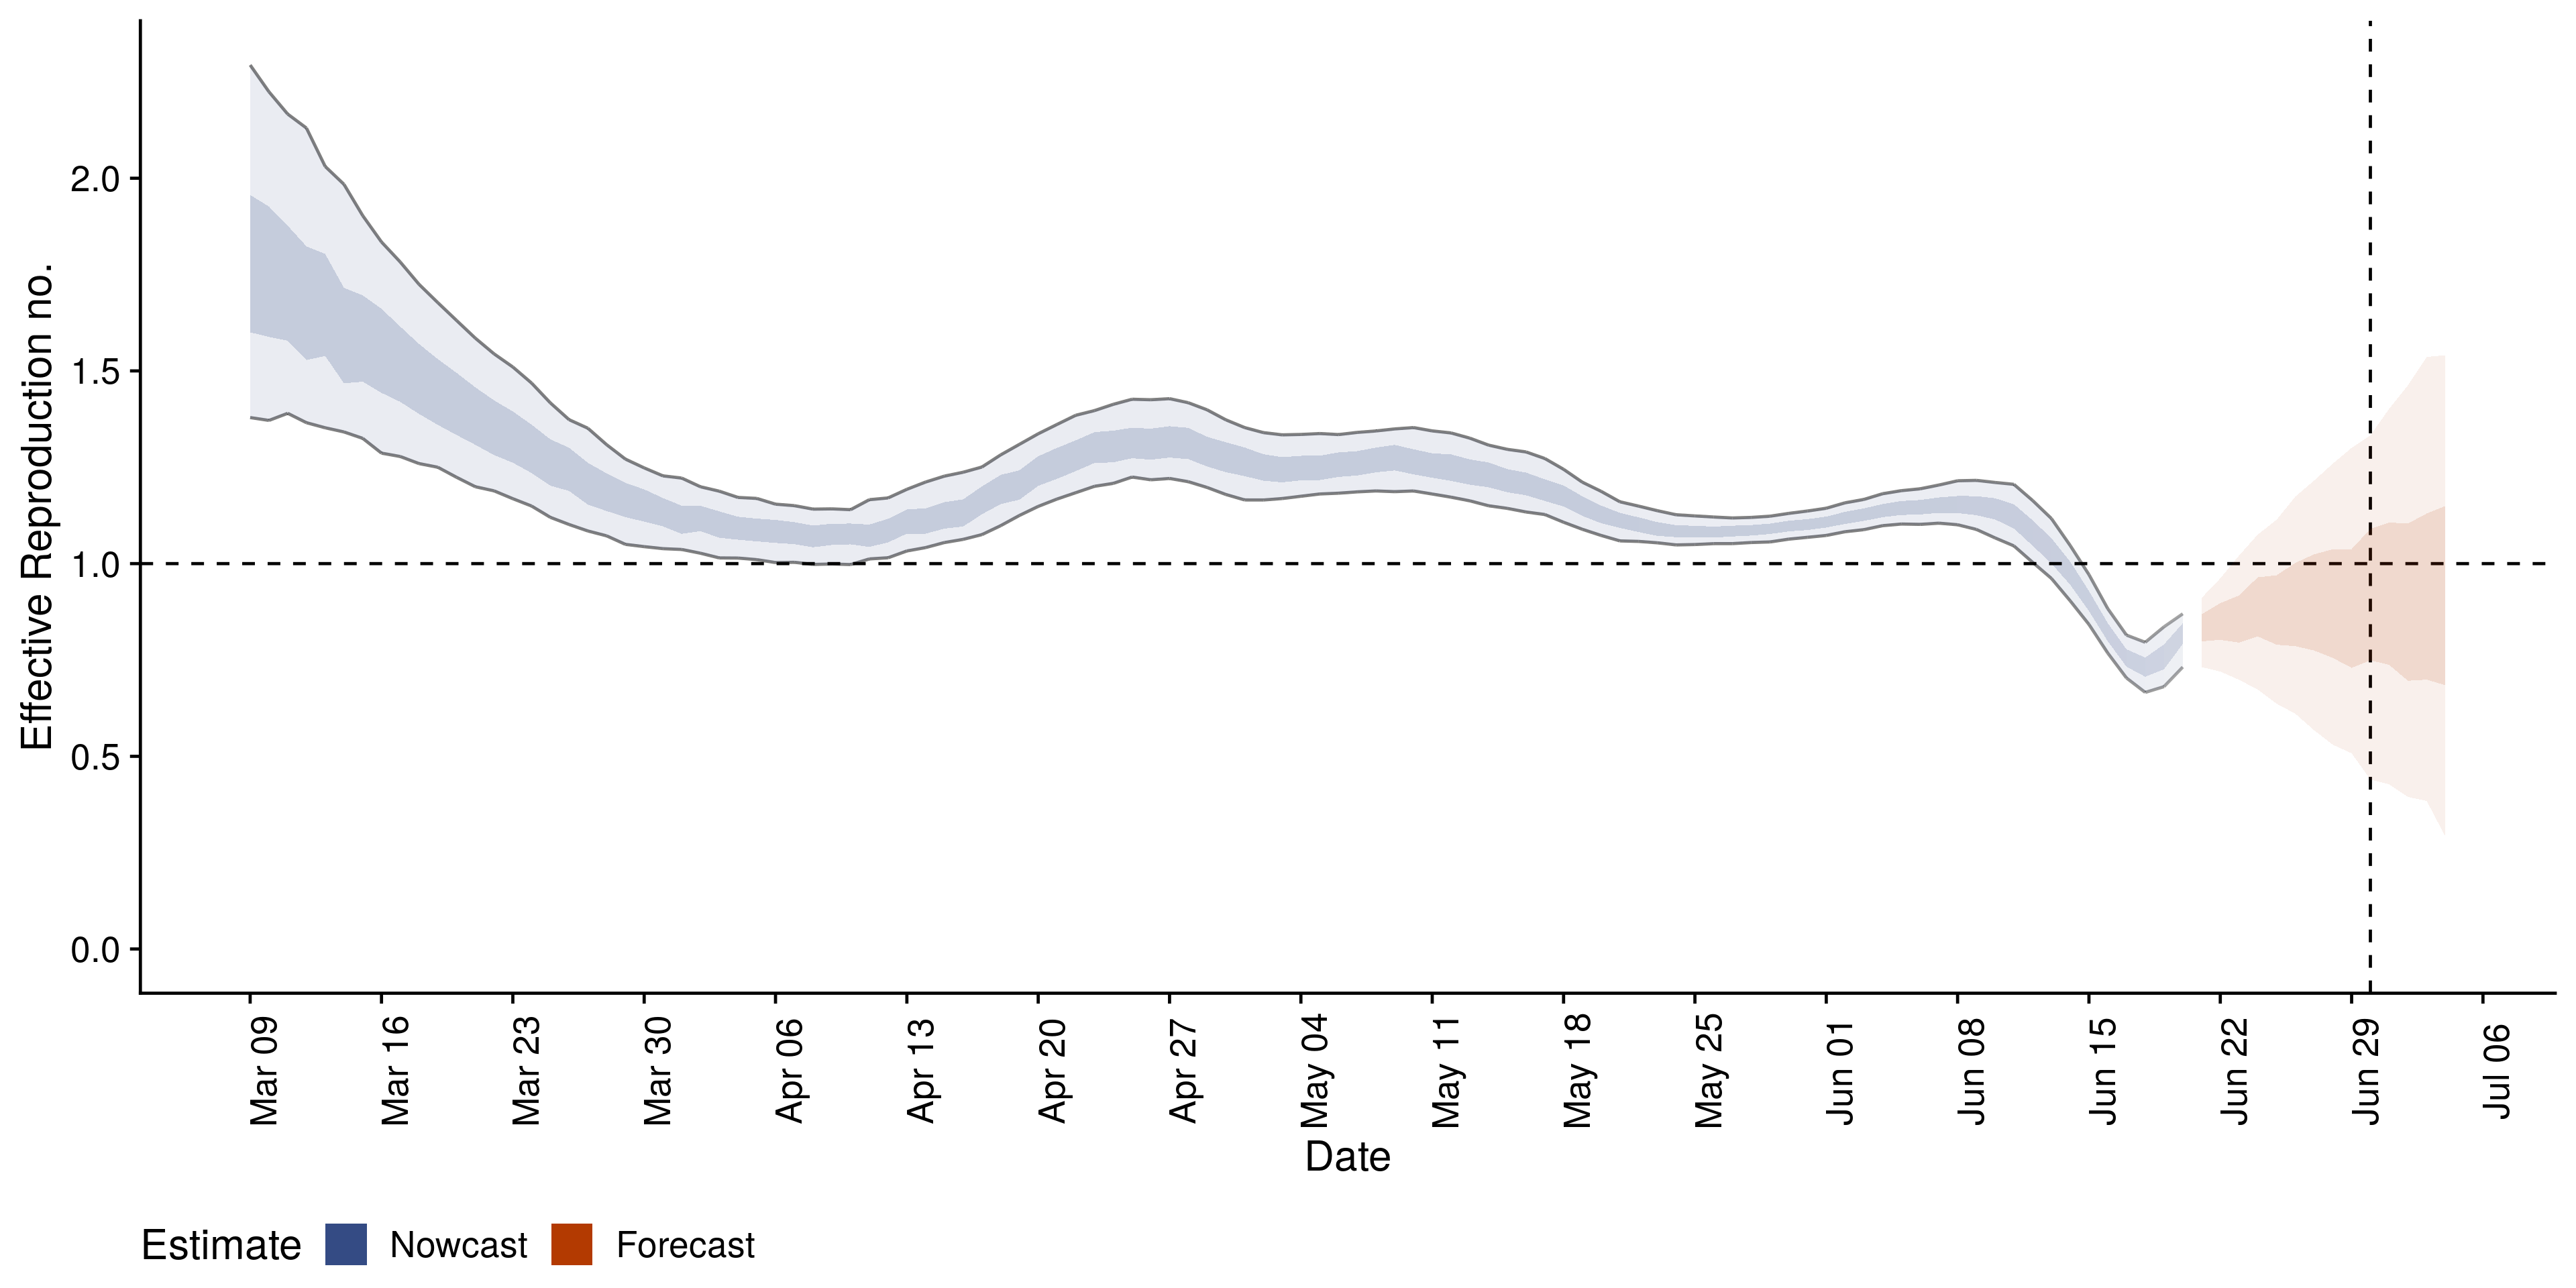 Effective Reproduction no.
2.0
1.5
1.0
0.5
0.0
Mar 09
Mar 16
Mar 23
Mar 30
Apr 06
Apr 13
Apr 20
Apr 27
May 04
May 11
May 18
May 25
Jun 01
Jun 08
Jun 15
Jun 22
Jun 29
Jul 06
Date
Estimate Nowcast Forecast